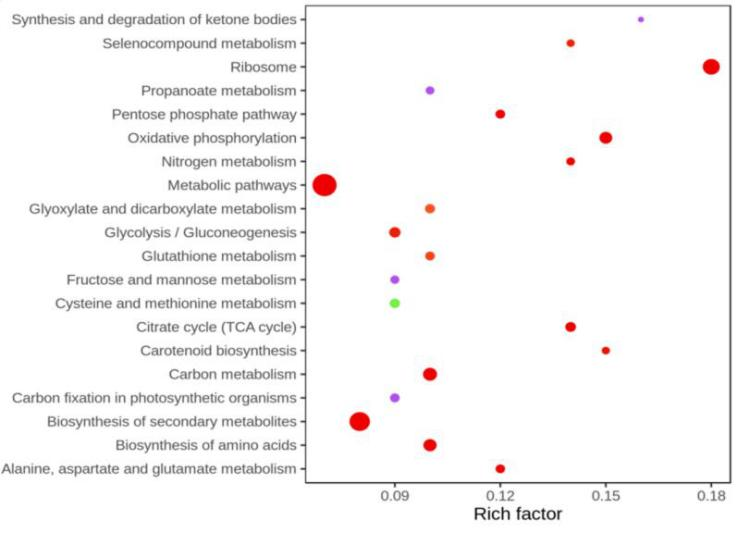 Synthesis and degradation of ketone bodies
Selenocompound metabolism
Ribosome
Propanoate metabolism
Pentose phosphate pathway
Oxidative phosphorylation
Nitrogen metabolism
Metabolic pathways
Glyoxylate and dicarboxylate metabolism
Glycolysis / Gluconeogenesis
Glutathione metabolism
Fructose and mannose metabolism
Cysteine and methionine metabolism
Citrate cycle (TCA cycle)
Carotenoid biosynthesis
Carbon metabolism
Carbon fixation in photosynthetic organisms
Biosynthesis of secondary metabolites
Biosynthesis of amino acids
Alanine, aspartate and glutamate metabolism
0.09 0.12 0.15 0.18
Rich factor